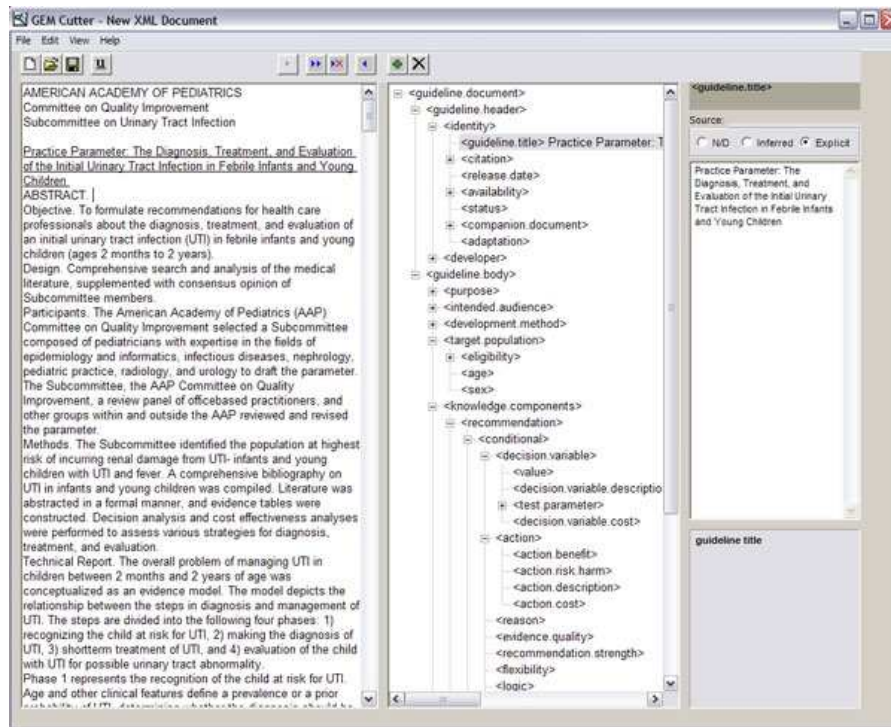 GEM Cutter - New XML Document
File Edit View Help
AMERICAN ACADEMY OF PEDIATRICS
Committee on Quality Improvement
Subcommittee on Urinary Tract Infection
Practice Parameter: The Diagnosis, Treatment, and Evaluation
of the Initial Urinary Tract Infection in Febrile Infants and Young
Children
ABSTRACT.
Objective. To formulate recommendations for health care
professionals about the diagnosis, treatment, and evaluation of
an initial urinary tract infection (UTI) in febrile infants and young
children (ages 2 months to 2 years).
Design. Comprehensive search and analysis of the medical
literature, supplemented with consensus opinion of
Subcommittee members.
Participants. The American Academy of Pediatrics (AAP)
Committee on Quality Improvement selected a Subcommittee
composed of pediatricians with expertise in the fields of
epidemiology and informatics, infectious diseases, nephrology,
pediatric practice, radiology, and urology to draft the parameter.
The Subcommittee, the AAP Committee on Quality
Improvement, a review panel of officebased practitioners, and
other groups within and outside the AAP reviewed and revised
the parameter.
Methods. The Subcommittee identified the population at highest
risk of incurring renal damage from UTI- infants and young
children with UTI and fever. A comprehensive bibliography on
UTI in infants and young children was compiled. Literature was
abstracted in a formal manner, and evidence tables were
constructed. Decision analysis and cost effectiveness analyses
were performed to assess various strategies for diagnosis,
treatment, and evaluation.
Technical Report. The overall problem of managing UTI in
children between 2 months and 2 years of age was
conceptualized as an evidence model. The model depicts the
relationship between the steps in diagnosis and management of
UTI. The steps are divided into the following four phases: 1)
recognizing the child at risk for UTI, 2) making the diagnosis of
UTI, 3) shortterm treatment of UTI, and 4) evaluation of the child
with UTI for possible urinary tract abnormality.
Phase 1 represents the recognition of the child at risk for UTI.
Age and other clinical features define a prevalence or a prior
<guideline.document>
<guideline.header>
<identity>
<guideline.title> Practice Parameter: T
<citation>
<release.date>
<availability>
<status>
<companion.document>
<adaptation>
<developer>
<guideline.body>
<purpose>
<intended.audience>
<development.method>
<target.population>
<eligibility>
<age>
<sex>
<knowledge.components>
<recommendation>
<conditional>
<decision.variable>
<value>
<decision.variable.descriptio
<test.parameter>
<decision.variable.cost>
<action>
<action.benefit>
<action.risk.harm>
<action.description>
<action.cost>
<reason>
<evidence.quality>
<recommendation.strength>
<flexibility>
<logic>
<guideline.title>
Source:
N/D Inferred Explicit
Practice Parameter: The
Diagnosis, Treatment, and
Evaluation of the Initial Urinary
Tract Infection in Febrile Infants
and Young Children
guideline title